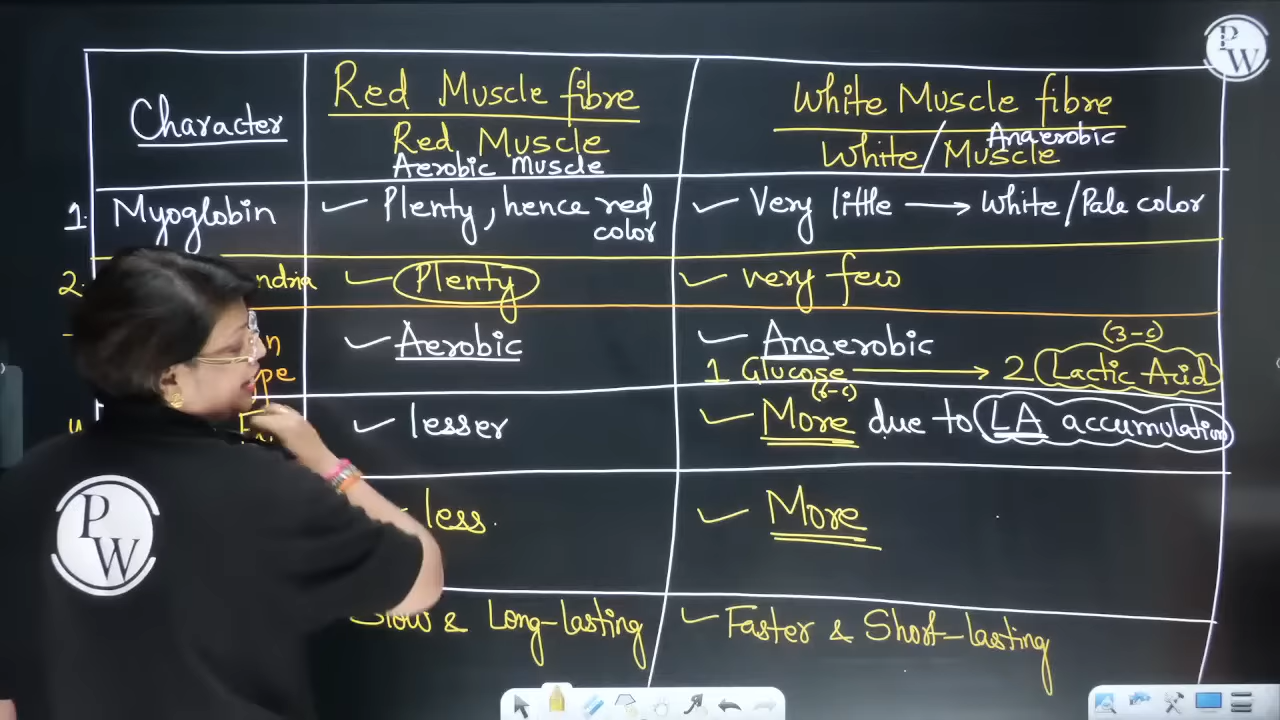 PW
Character
Red Muscle fibre
Red Muscle
Aerobic Muscle
White Muscle fibre
White/Muscle
Anaerobic
1. Myoglobin
Plenty, hence red
color
Very little → White/Pale color
2.
Plenty
very few
Aerobic
Anaerobic
(3-c)
1 Glucose → 2 Lactic Acid
(6-c)
lesser
More due to LA accumulation
less
More
Slow & Long-lasting
Faster & Short-lasting
PW